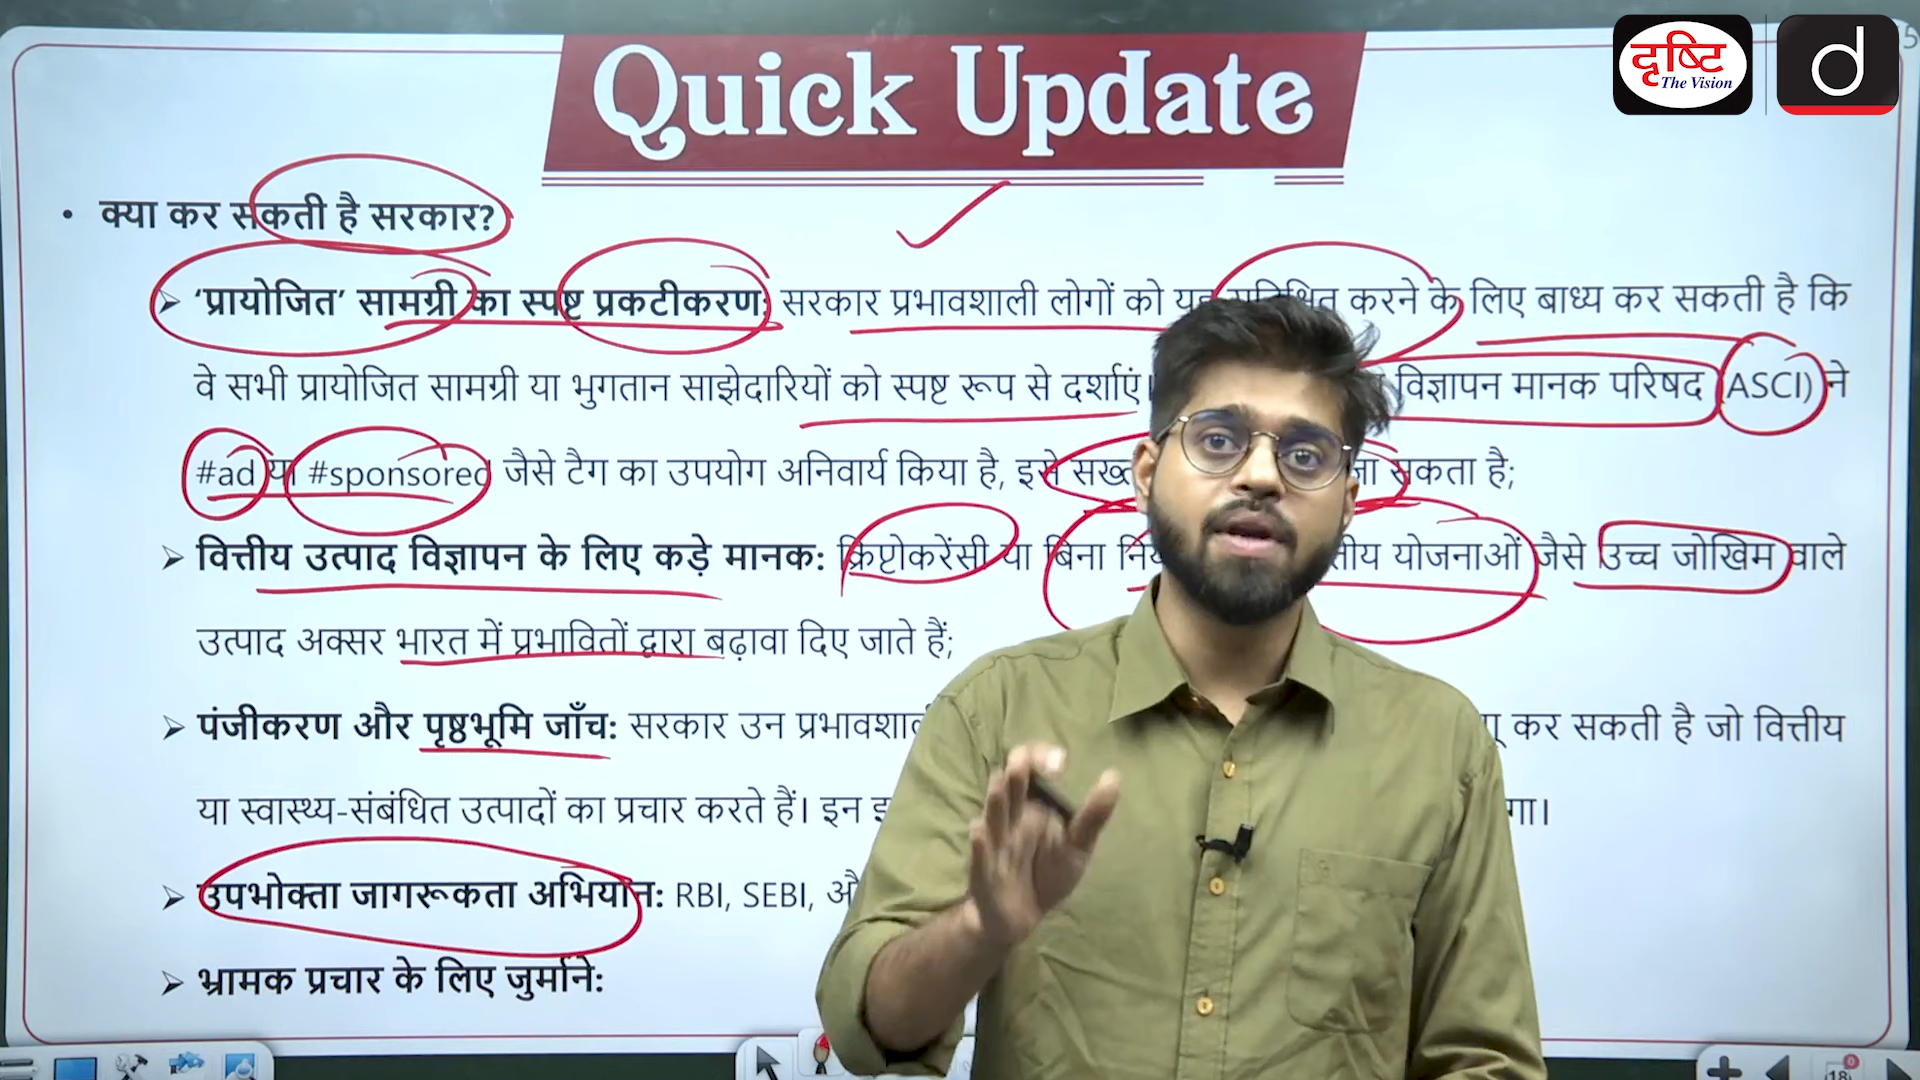 Quick Update
दृष्टि
The Vision
d
5
• क्या कर सकती है सरकार?
➢ ‘प्रायोजित’ सामग्री का स्पष्ट प्रकटीकरण: सरकार प्रभावशाली लोगों को करने के लिए बाध्य कर सकती है कि
वे सभी प्रायोजित सामग्री या भुगतान साझेदारियों को स्पष्ट रूप से दर्शाएं। विज्ञापन मानक परिषद (ASCI) ने
#ad या #sponsored जैसे टैग का उपयोग अनिवार्य किया है, इसे जा सकता है;
➢ वित्तीय उत्पाद विज्ञापन के लिए कड़े मानक: क्रिप्टोकरेंसी या बिना योजनाओं जैसे उच्च जोखिम वाले
उत्पाद अक्सर भारत में प्रभावितों द्वारा बढ़ावा दिए जाते हैं;
➢ पंजीकरण और पृष्ठभूमि जाँच: सरकार उन कर सकती है जो वित्तीय
या स्वास्थ्य-संबंधित उत्पादों का प्रचार करते हैं। इन
➢ उपभोक्ता जागरूकता अभियान: RBI, SEBI,
➢ भ्रामक प्रचार के लिए जुर्माने:
18